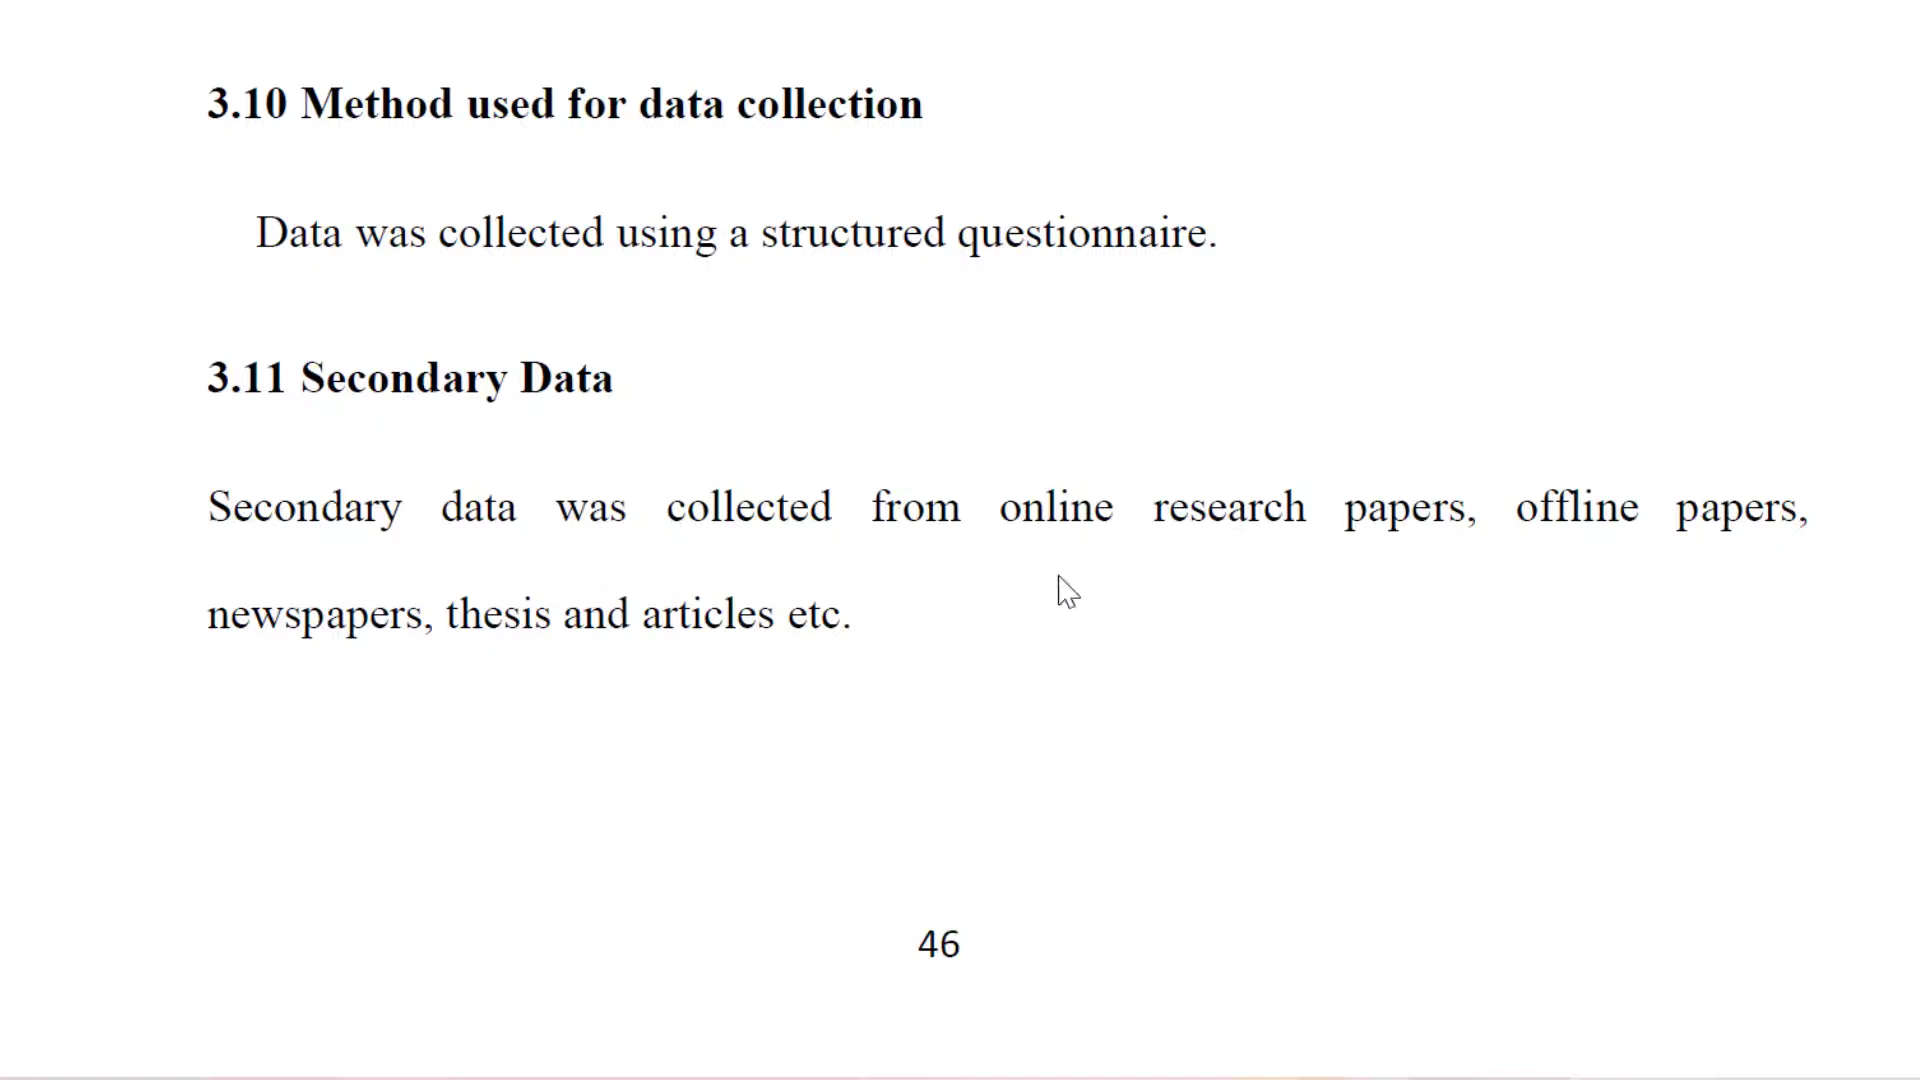 3.10 Method used for data collection
Data was collected using a structured questionnaire.
3.11 Secondary Data
Secondary data was collected from online research papers, offline papers,
newspapers, thesis and articles etc.
46